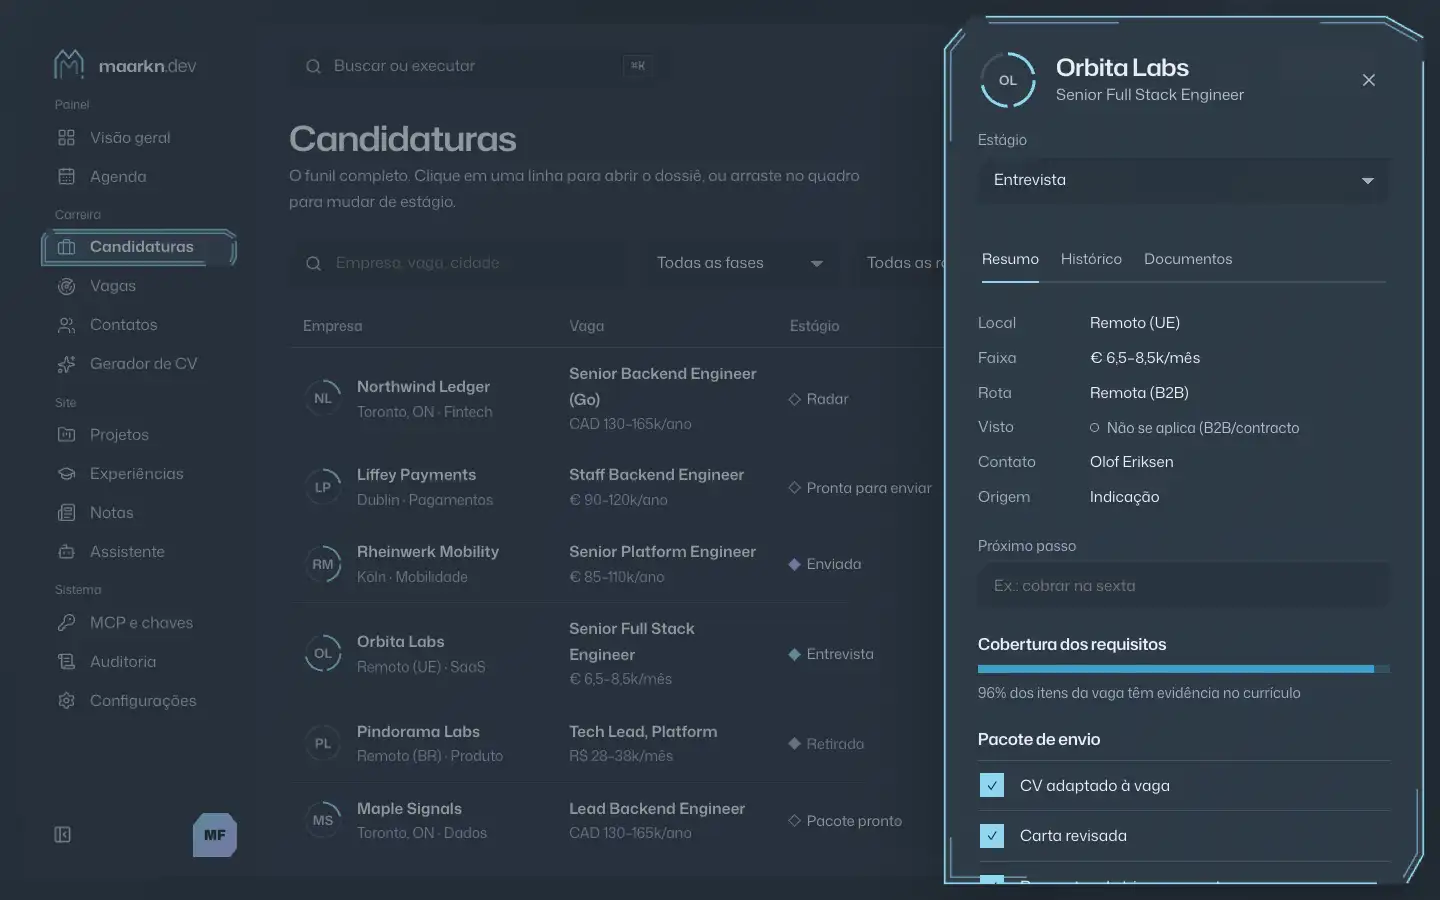 maarkn.dev
Painel
Visão geral
Agenda
Carreira
Candidaturas
Vagas
Contatos
Gerador de CV
Site
Projetos
Experiências
Notas
Assistente
Sistema
MCP e chaves
Auditoria
Configurações
MF
Buscar ou executar
⌘K
Candidaturas
O funil completo. Clique em uma linha para abrir o dossiê, ou arraste no quadro
para mudar de estágio.
Empresa, vaga, cidade
Todas as fases
Todas as
Empresa Vaga Estágio
NL
Northwind Ledger
Toronto, ON · Fintech
Senior Backend Engineer
(Go)
CAD 130–165k/ano
Radar
LP
Liffey Payments
Dublin · Pagamentos
Staff Backend Engineer
€ 90–120k/ano
Pronta para enviar
RM
Rheinwerk Mobility
Köln · Mobilidade
Senior Platform Engineer
€ 85–110k/ano
Enviada
OL
Orbita Labs
Remoto (UE) · SaaS
Senior Full Stack
Engineer
€ 6,5–8,5k/mês
Entrevista
PL
Pindorama Labs
Remoto (BR) · Produto
Tech Lead, Platform
R$ 28–38k/mês
Retirada
MS
Maple Signals
Toronto, ON · Dados
Lead Backend Engineer
CAD 130–165k/ano
Pacote pronto
OL
Orbita Labs
Senior Full Stack Engineer
Estágio
Entrevista
Resumo Histórico Documentos
Local Remoto (UE)
Faixa € 6,5–8,5k/mês
Rota Remota (B2B)
Visto Não se aplica (B2B/contracto
Contato Olof Eriksen
Origem Indicação
Próximo passo
Ex.: cobrar na sexta
Cobertura dos requisitos
96% dos itens da vaga têm evidência no currículo
Pacote de envio
CV adaptado à vaga
Carta revisada